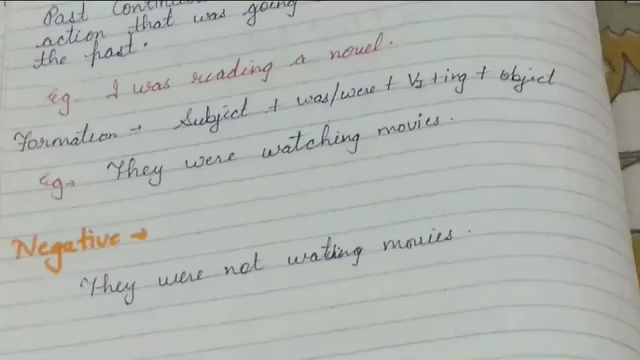 Past Continuous
action that was going
the past.
Eg. I was reading a novel.
Formation → Subject + was/were + V₁ + ing + object
Eg. They were watching movies.
Negative →
They were not wating movies.